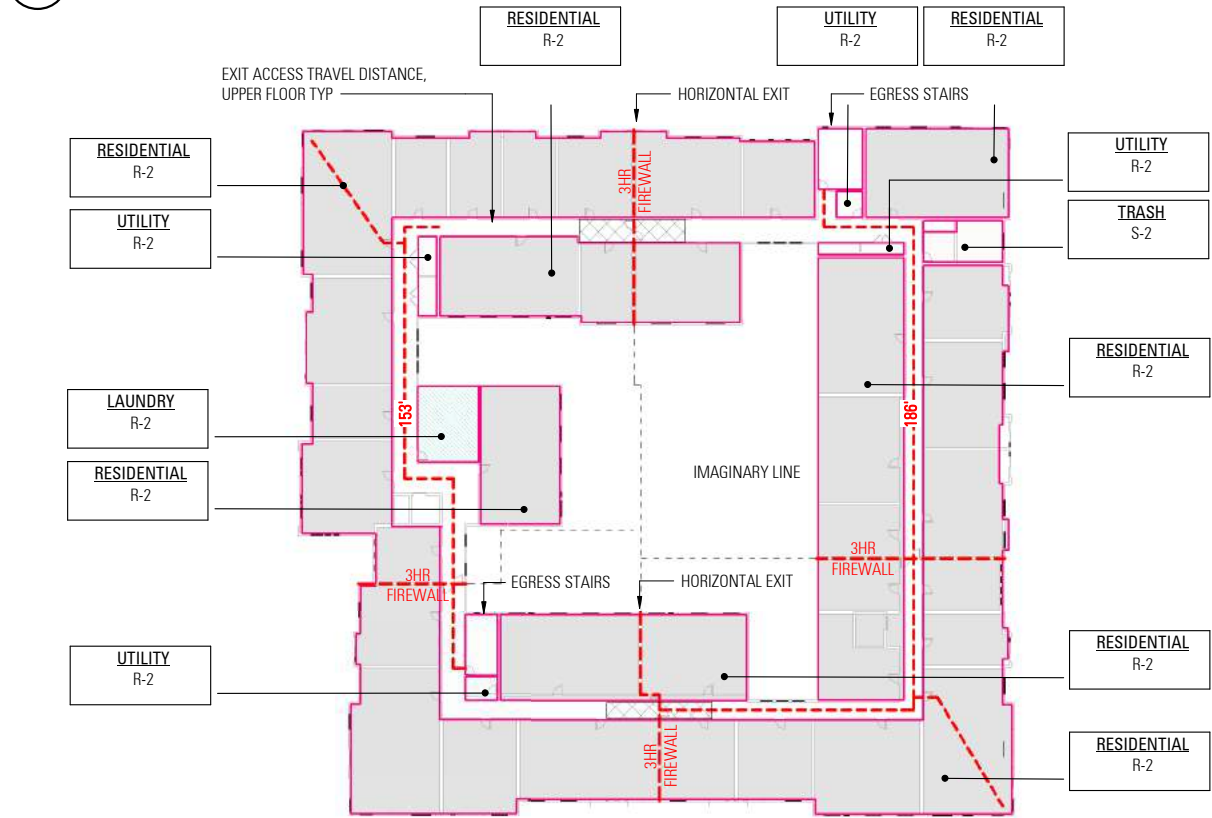 RESIDENTIAL
R-2
UTILITY
R-2
RESIDENTIAL
R-2
EXIT ACCESS TRAVEL DISTANCE,
UPPER FLOOR TYP
HORIZONTAL EXIT
EGRESS STAIRS
RESIDENTIAL
R-2
UTILITY
R-2
3HR
FIREWALL
UTILITY
R-2
TRASH
S-2
RESIDENTIAL
R-2
LAUNDRY
R-2
153'
186'
RESIDENTIAL
R-2
IMAGINARY LINE
3HR
FIREWALL
3HR
FIREWALL
EGRESS STAIRS
HORIZONTAL EXIT
UTILITY
R-2
RESIDENTIAL
R-2
3HR
FIREWALL
RESIDENTIAL
R-2